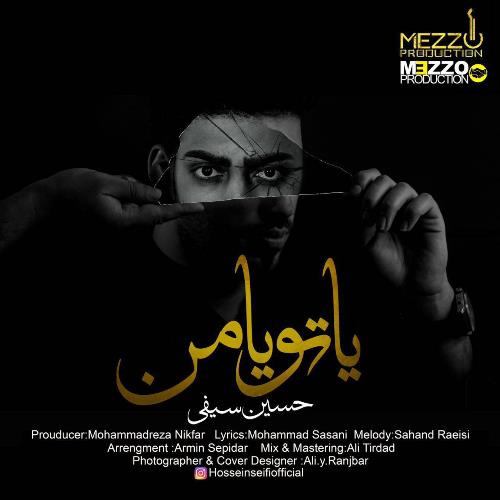 MEZZO
PRODUCTION
MEZZO
PRODUCTION
یا تو یا من
حسین سیفی
Prouducer:Mohammadreza Nikfar Lyrics:Mohammad Sasani Melody:Sahand Raeisi
Arrengment :Armin Sepidar Mix & Mastering:Ali Tirdad
Photographer & Cover Designer :Ali.y.Ranjbar
Hosseinseifiofficial